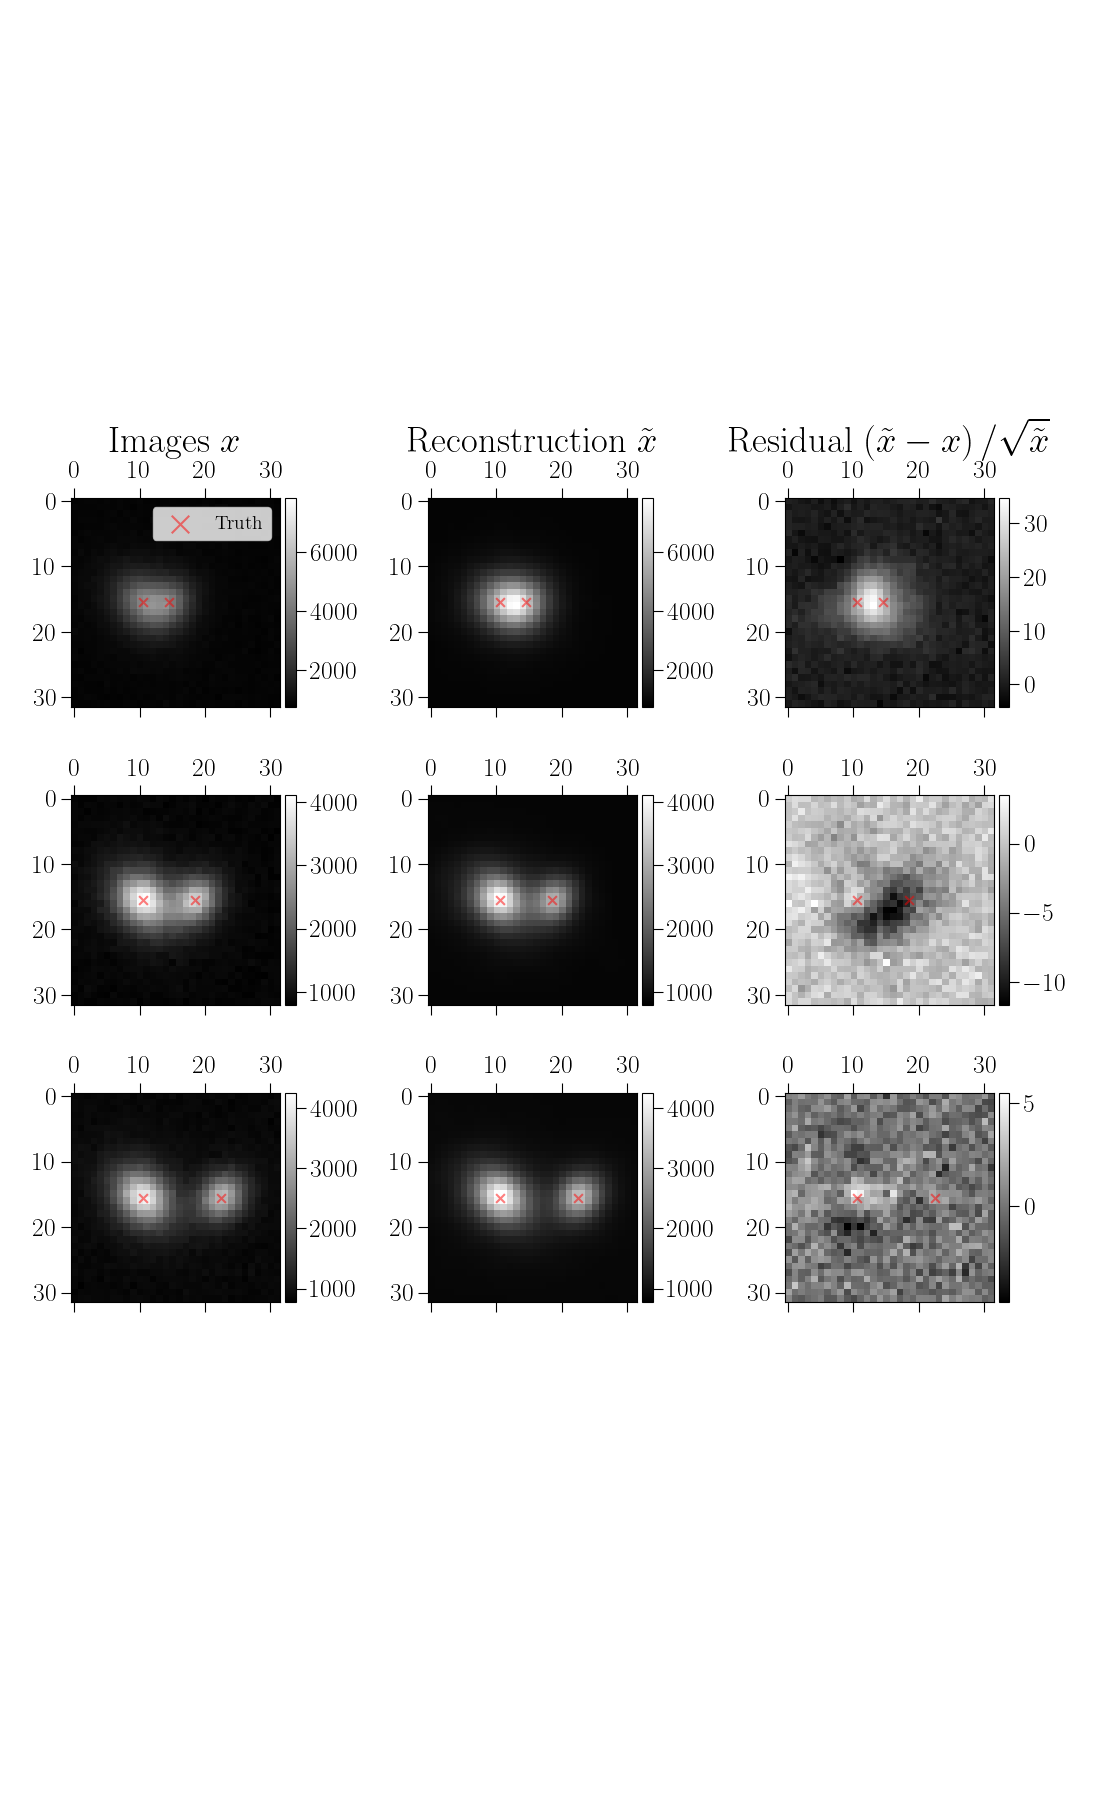 Images x Reconstruction x̃ Residual (x̃ − x) /√x̃
0 10 20 30 0 10 20 30 0 10 20 30
0 Truth 0 0
30
6000 6000
10 10 10
20
4000 4000
20 20 20 10
2000 2000
30 30 30 0
0 10 20 30 0 10 20 30 0 10 20 30
0 4000 0 4000 0
0
10 3000 10 3000 10
−5
20 2000 20 2000 20
−10
30 1000 30 1000 30
0 10 20 30 0 10 20 30 0 10 20 30
0 4000 0 4000 0 5
10 3000 10 3000 10
20 2000 20 2000 20 0
30 1000 30 1000 30